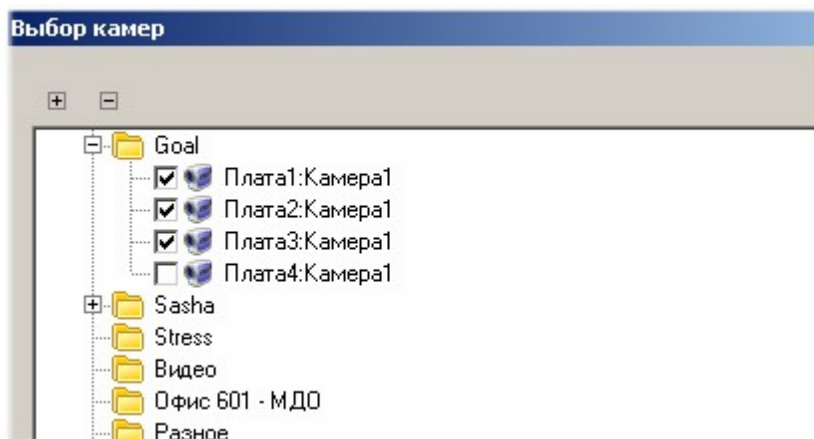 Выбор камер
Goal
Плата1:Камера1
Плата2:Камера1
Плата3:Камера1
Плата4:Камера1
Sasha
Stress
Видео
Офис 601 - МДО
Разное